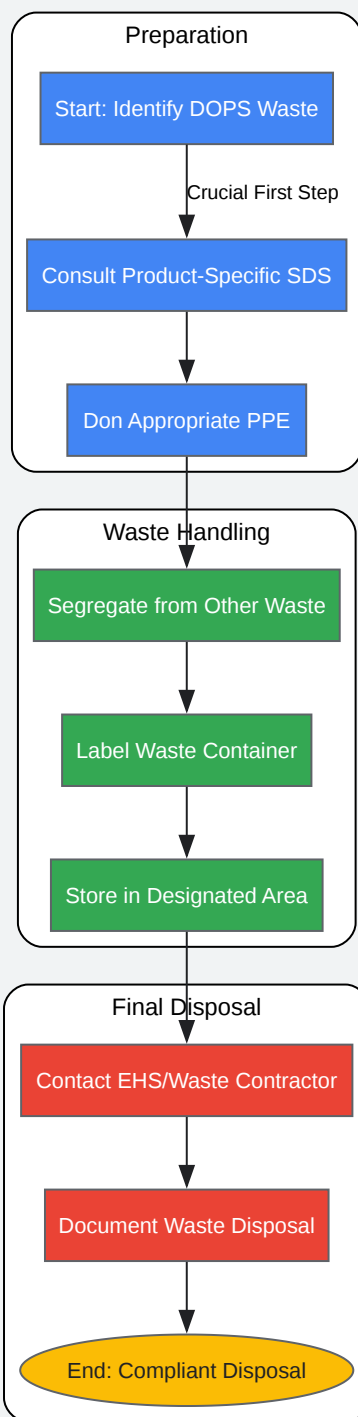 Preparation
Start: Identify DOPS Waste
Crucial First Step
Consult Product-Specific SDS
Don Appropriate PPE
Waste Handling
Segregate from Other Waste
Label Waste Container
Store in Designated Area
Final Disposal
Contact EHS/Waste Contractor
Document Waste Disposal
End: Compliant Disposal